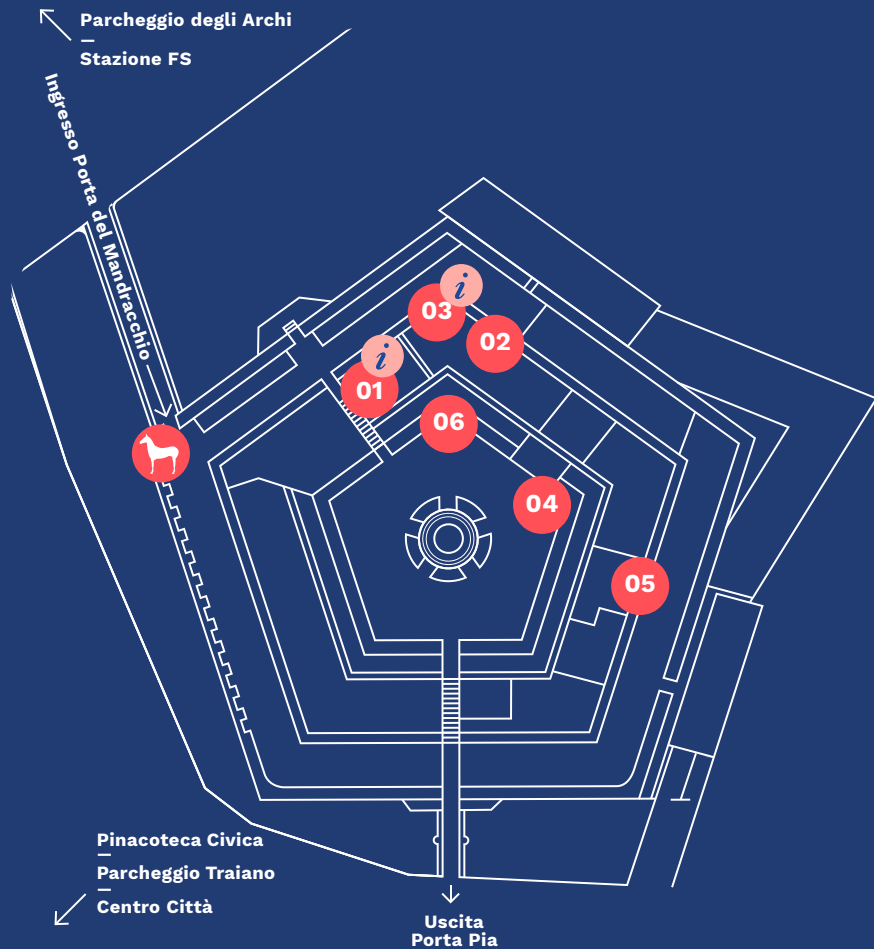 Parcheggio degli Archi
Stazione FS
Ingresso Porta del Mandracchio
i
03
02
i
01
06
04
05
Pinacoteca Civica
Parcheggio Traiano
Centro Città
Uscita
Porta Pia